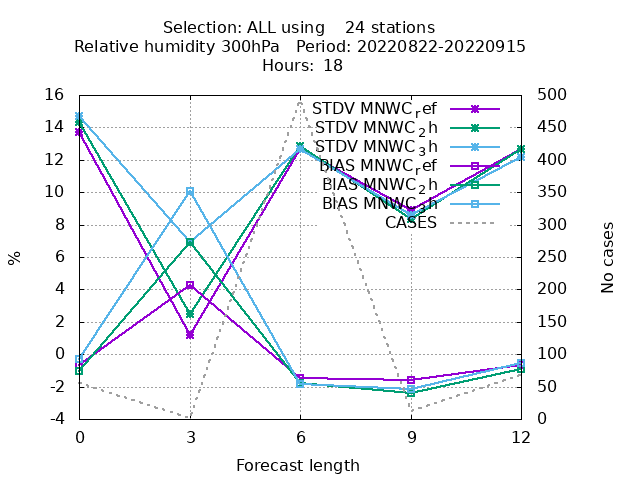 Selection: ALL using    24 stations
Relative humidity 300hPa   Period: 20220822-20220915
Hours: 18
16
14
12
10
8
6
4
2
0
-2
-4
%
500
450
400
350
300
250
200
150
100
50
0
No cases
STDV MNWC_ref
STDV MNWC_2h
STDV MNWC_3h
BIAS MNWC_ref
BIAS MNWC_2h
BIAS MNWC_3h
CASES
0 3 6 9 12
Forecast length